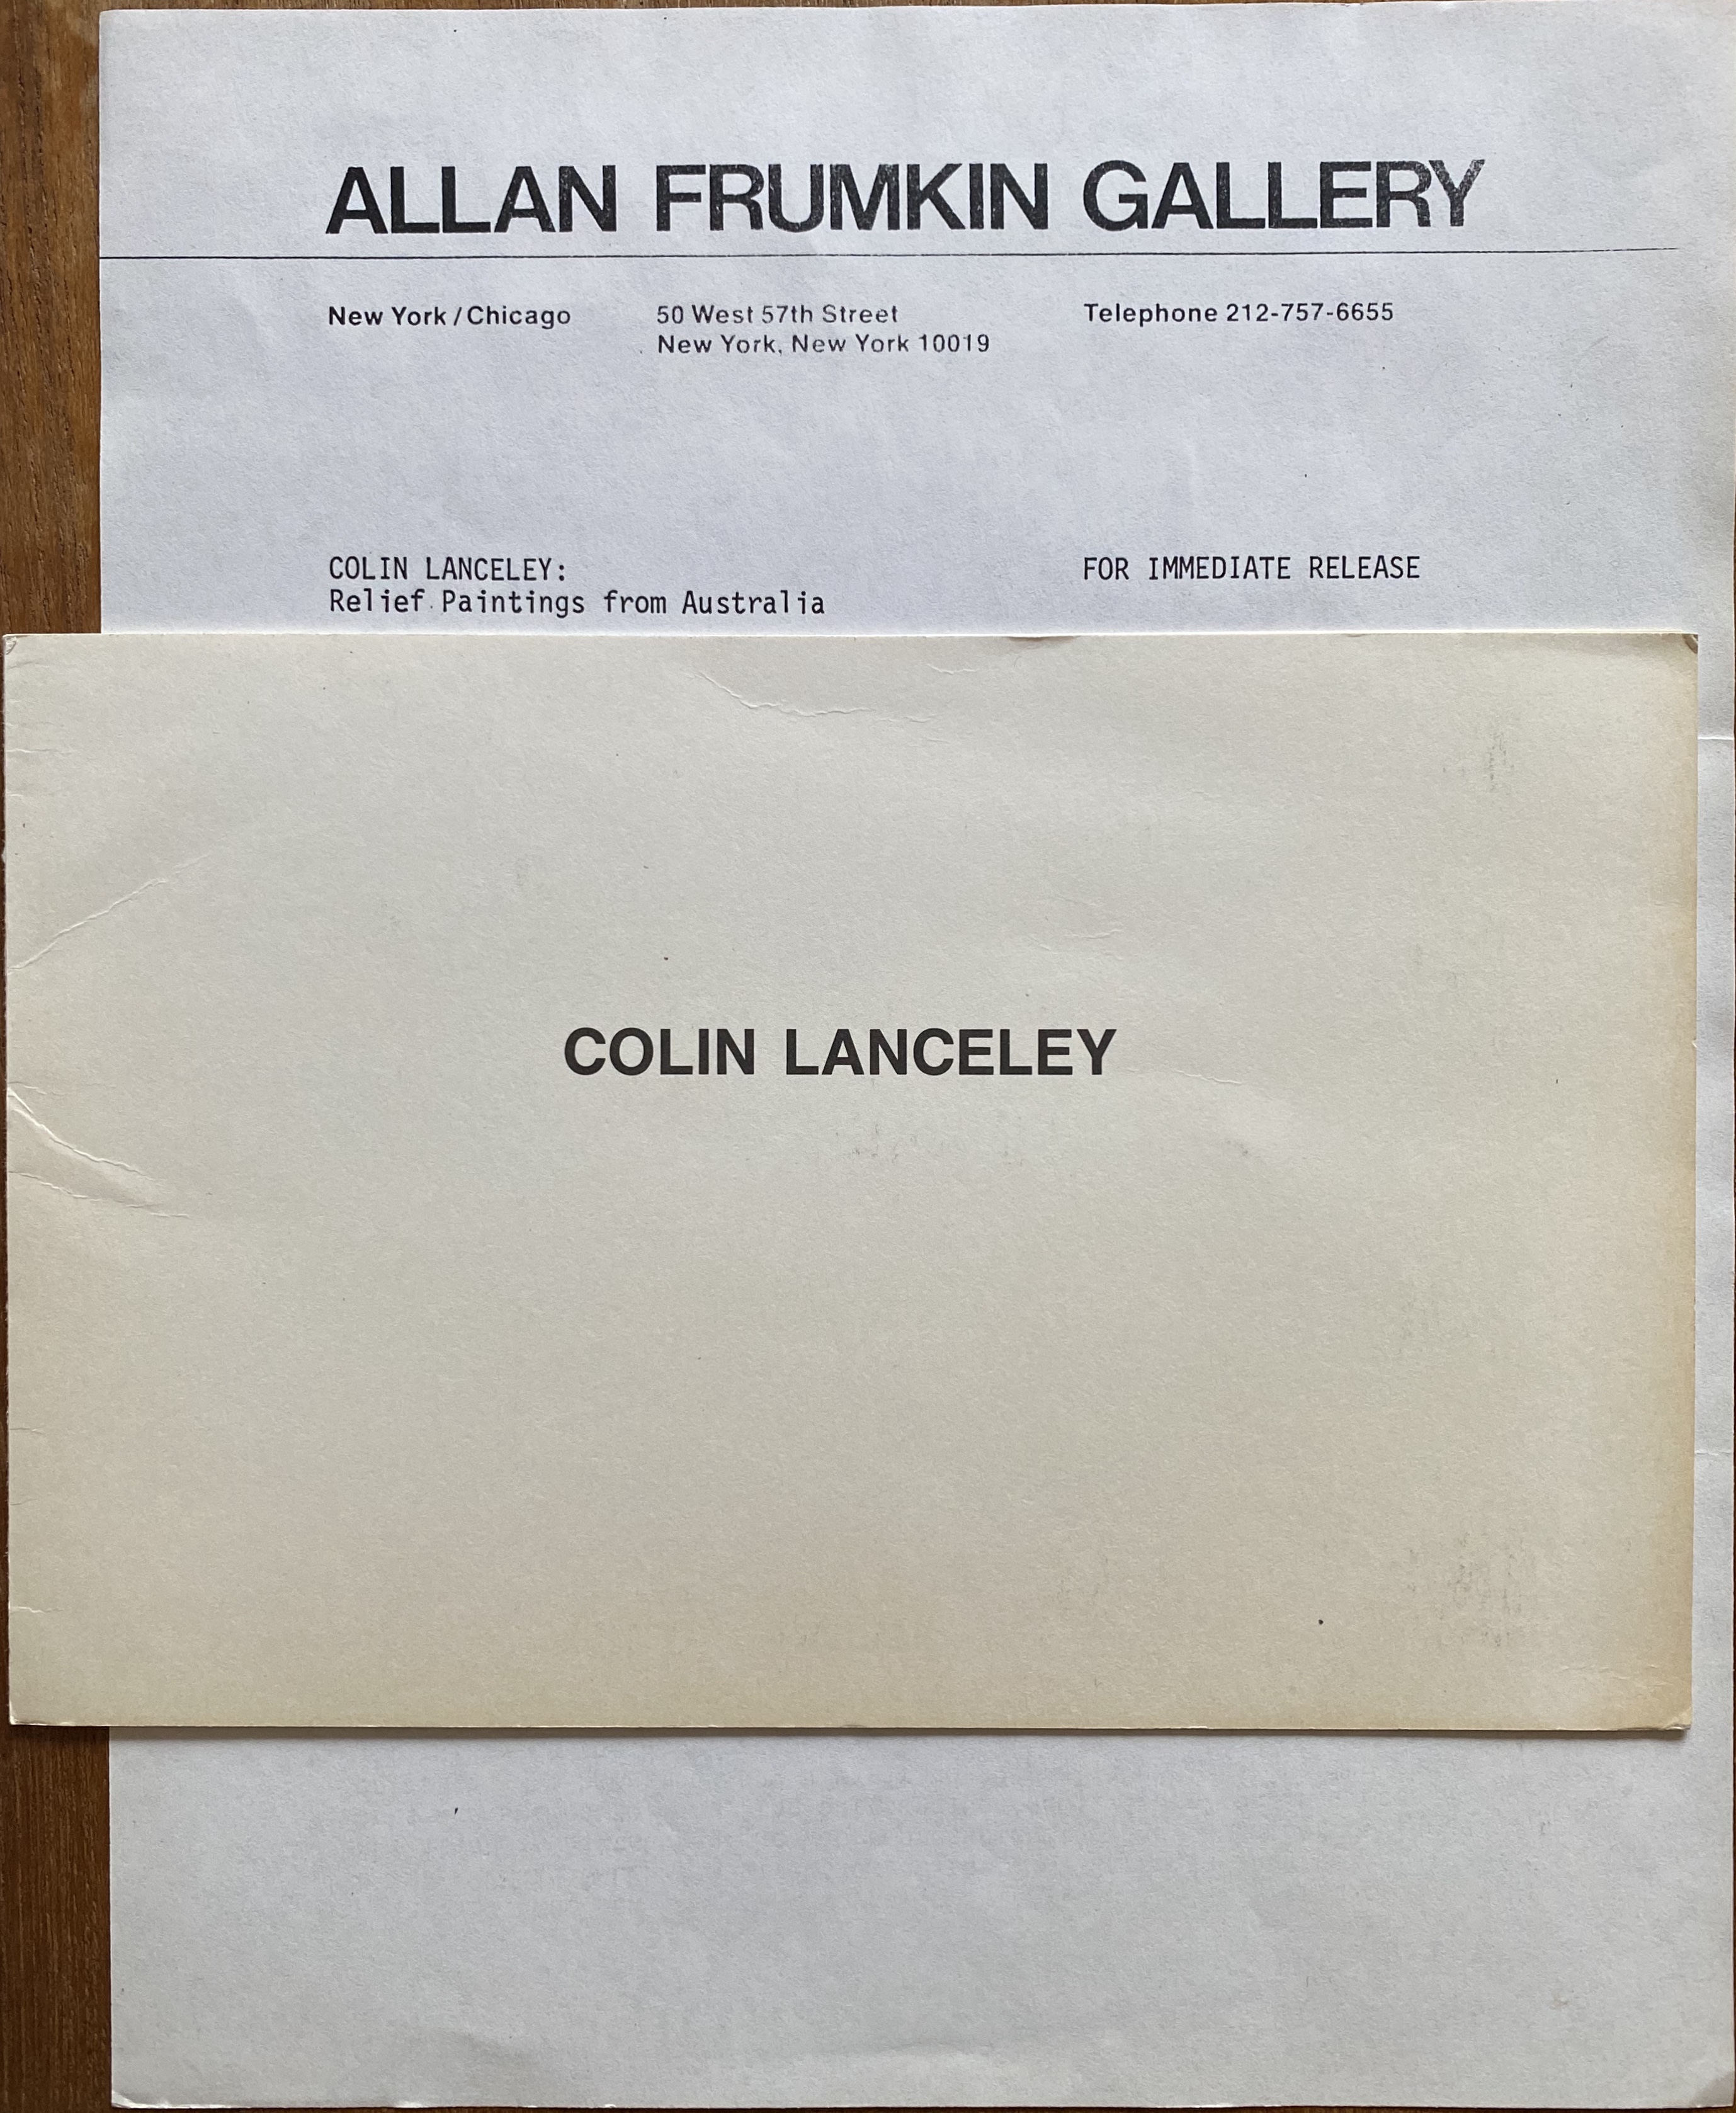 ALLAN FRUMKIN GALLERY
New York / Chicago
50 West 57th Street
New York, New York 10019
Telephone 212-757-6655
COLIN LANCELEY:
Relief Paintings from Australia
FOR IMMEDIATE RELEASE
COLIN LANCELEY